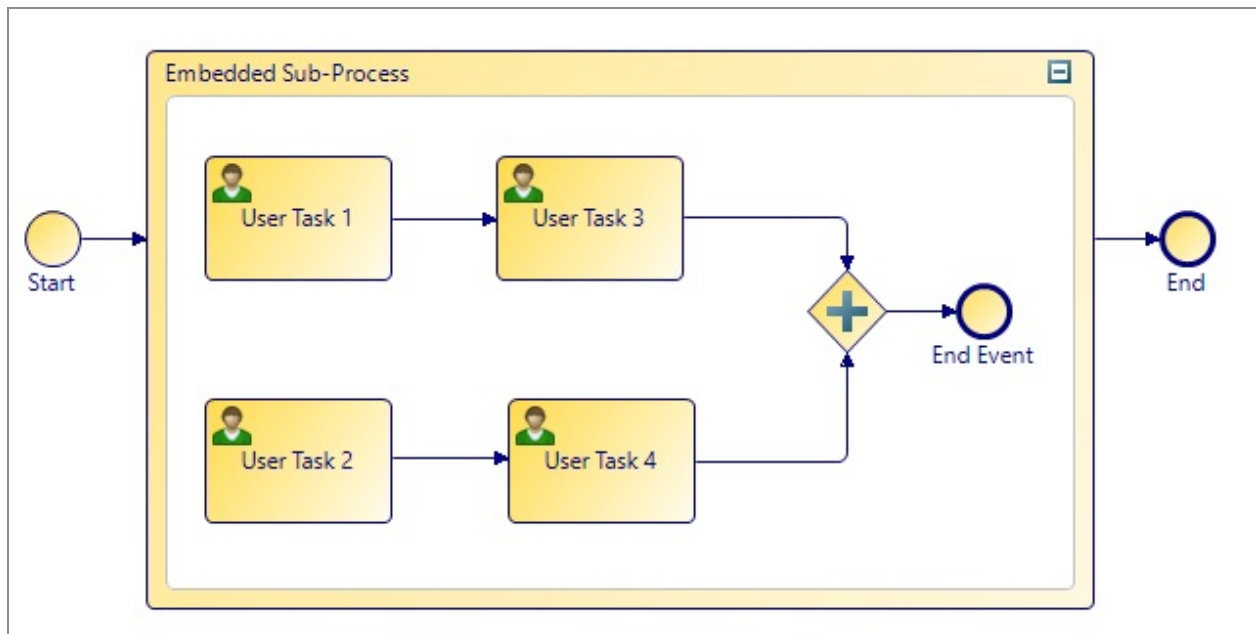 Embedded Sub-Process
User Task 1
User Task 3
Start
End
End Event
User Task 2
User Task 4